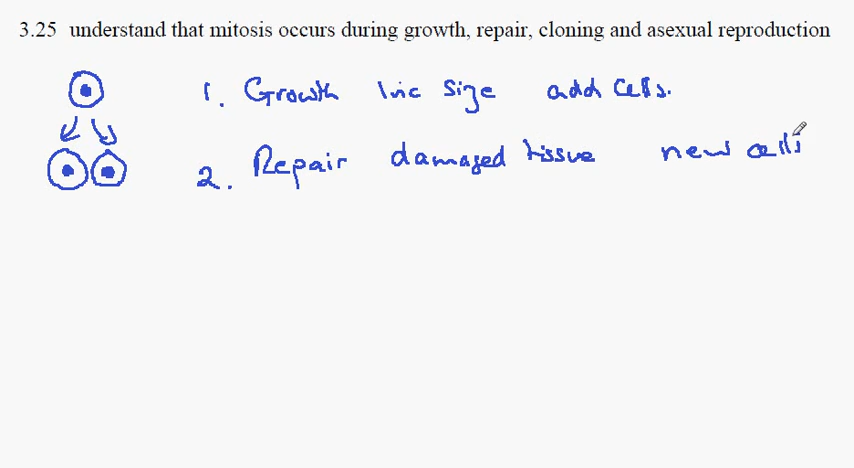 3.25 understand that mitosis occurs during growth, repair, cloning and asexual reproduction
1. Growth Inc Size add Cells.
2. Repair damaged tissue new cells